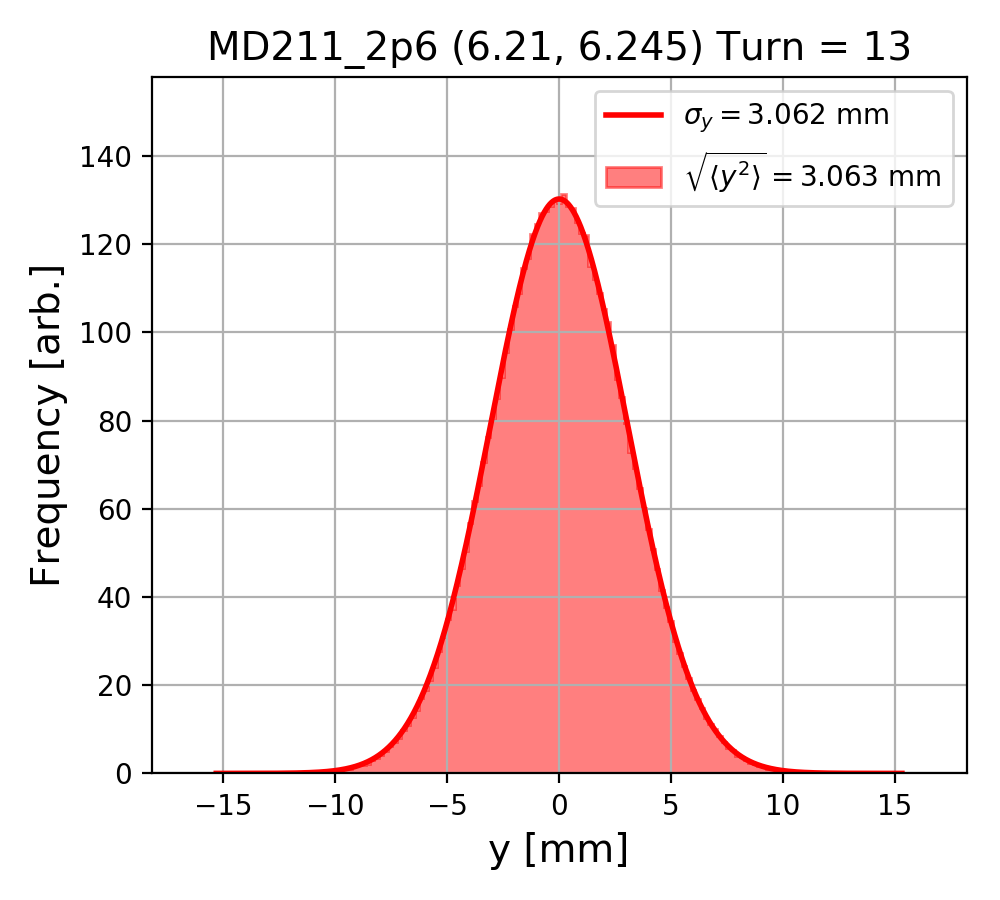 MD211_2p6 (6.21, 6.245) Turn = 13
σ_y = 3.062 mm
√⟨y²⟩ = 3.063 mm
Frequency [arb.]
140
120
100
80
60
40
20
0
−15 −10 −5 0 5 10 15
y [mm]